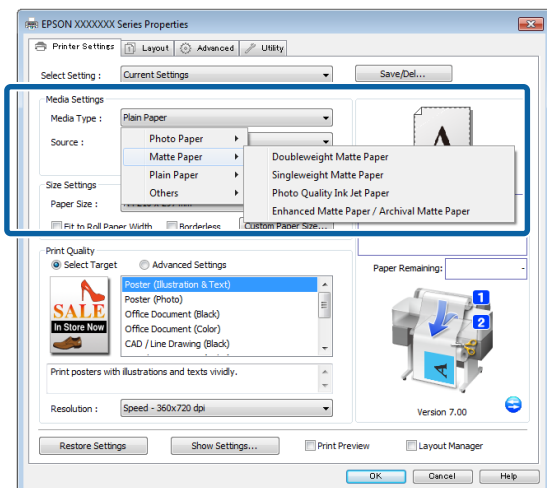 EPSON XXXXXXX Series Properties
Printer Settings Layout Advanced Utility
Select Setting : Current Settings Save/Del...
Media Settings
Media Type : Plain Paper
Source :
Photo Paper
Matte Paper
Plain Paper
Others
Doubleweight Matte Paper
Singleweight Matte Paper
Photo Quality Ink Jet Paper
Enhanced Matte Paper / Archival Matte Paper
A
Size Settings
Paper Size :
Fit to Roll Paper Width Borderless Custom Paper Size...
Print Quality
Select Target Advanced Settings
SALE
In Store Now
Poster (Illustration & Text)
Poster (Photo)
Office Document (Black)
Office Document (Color)
CAD / Line Drawing (Black)
Print posters with illustrations and texts vividly.
Resolution : Speed - 360x720 dpi
Paper Remaining: -
1
2
A
Version 7.00
Restore Settings Show Settings... Print Preview Layout Manager
OK Cancel Help